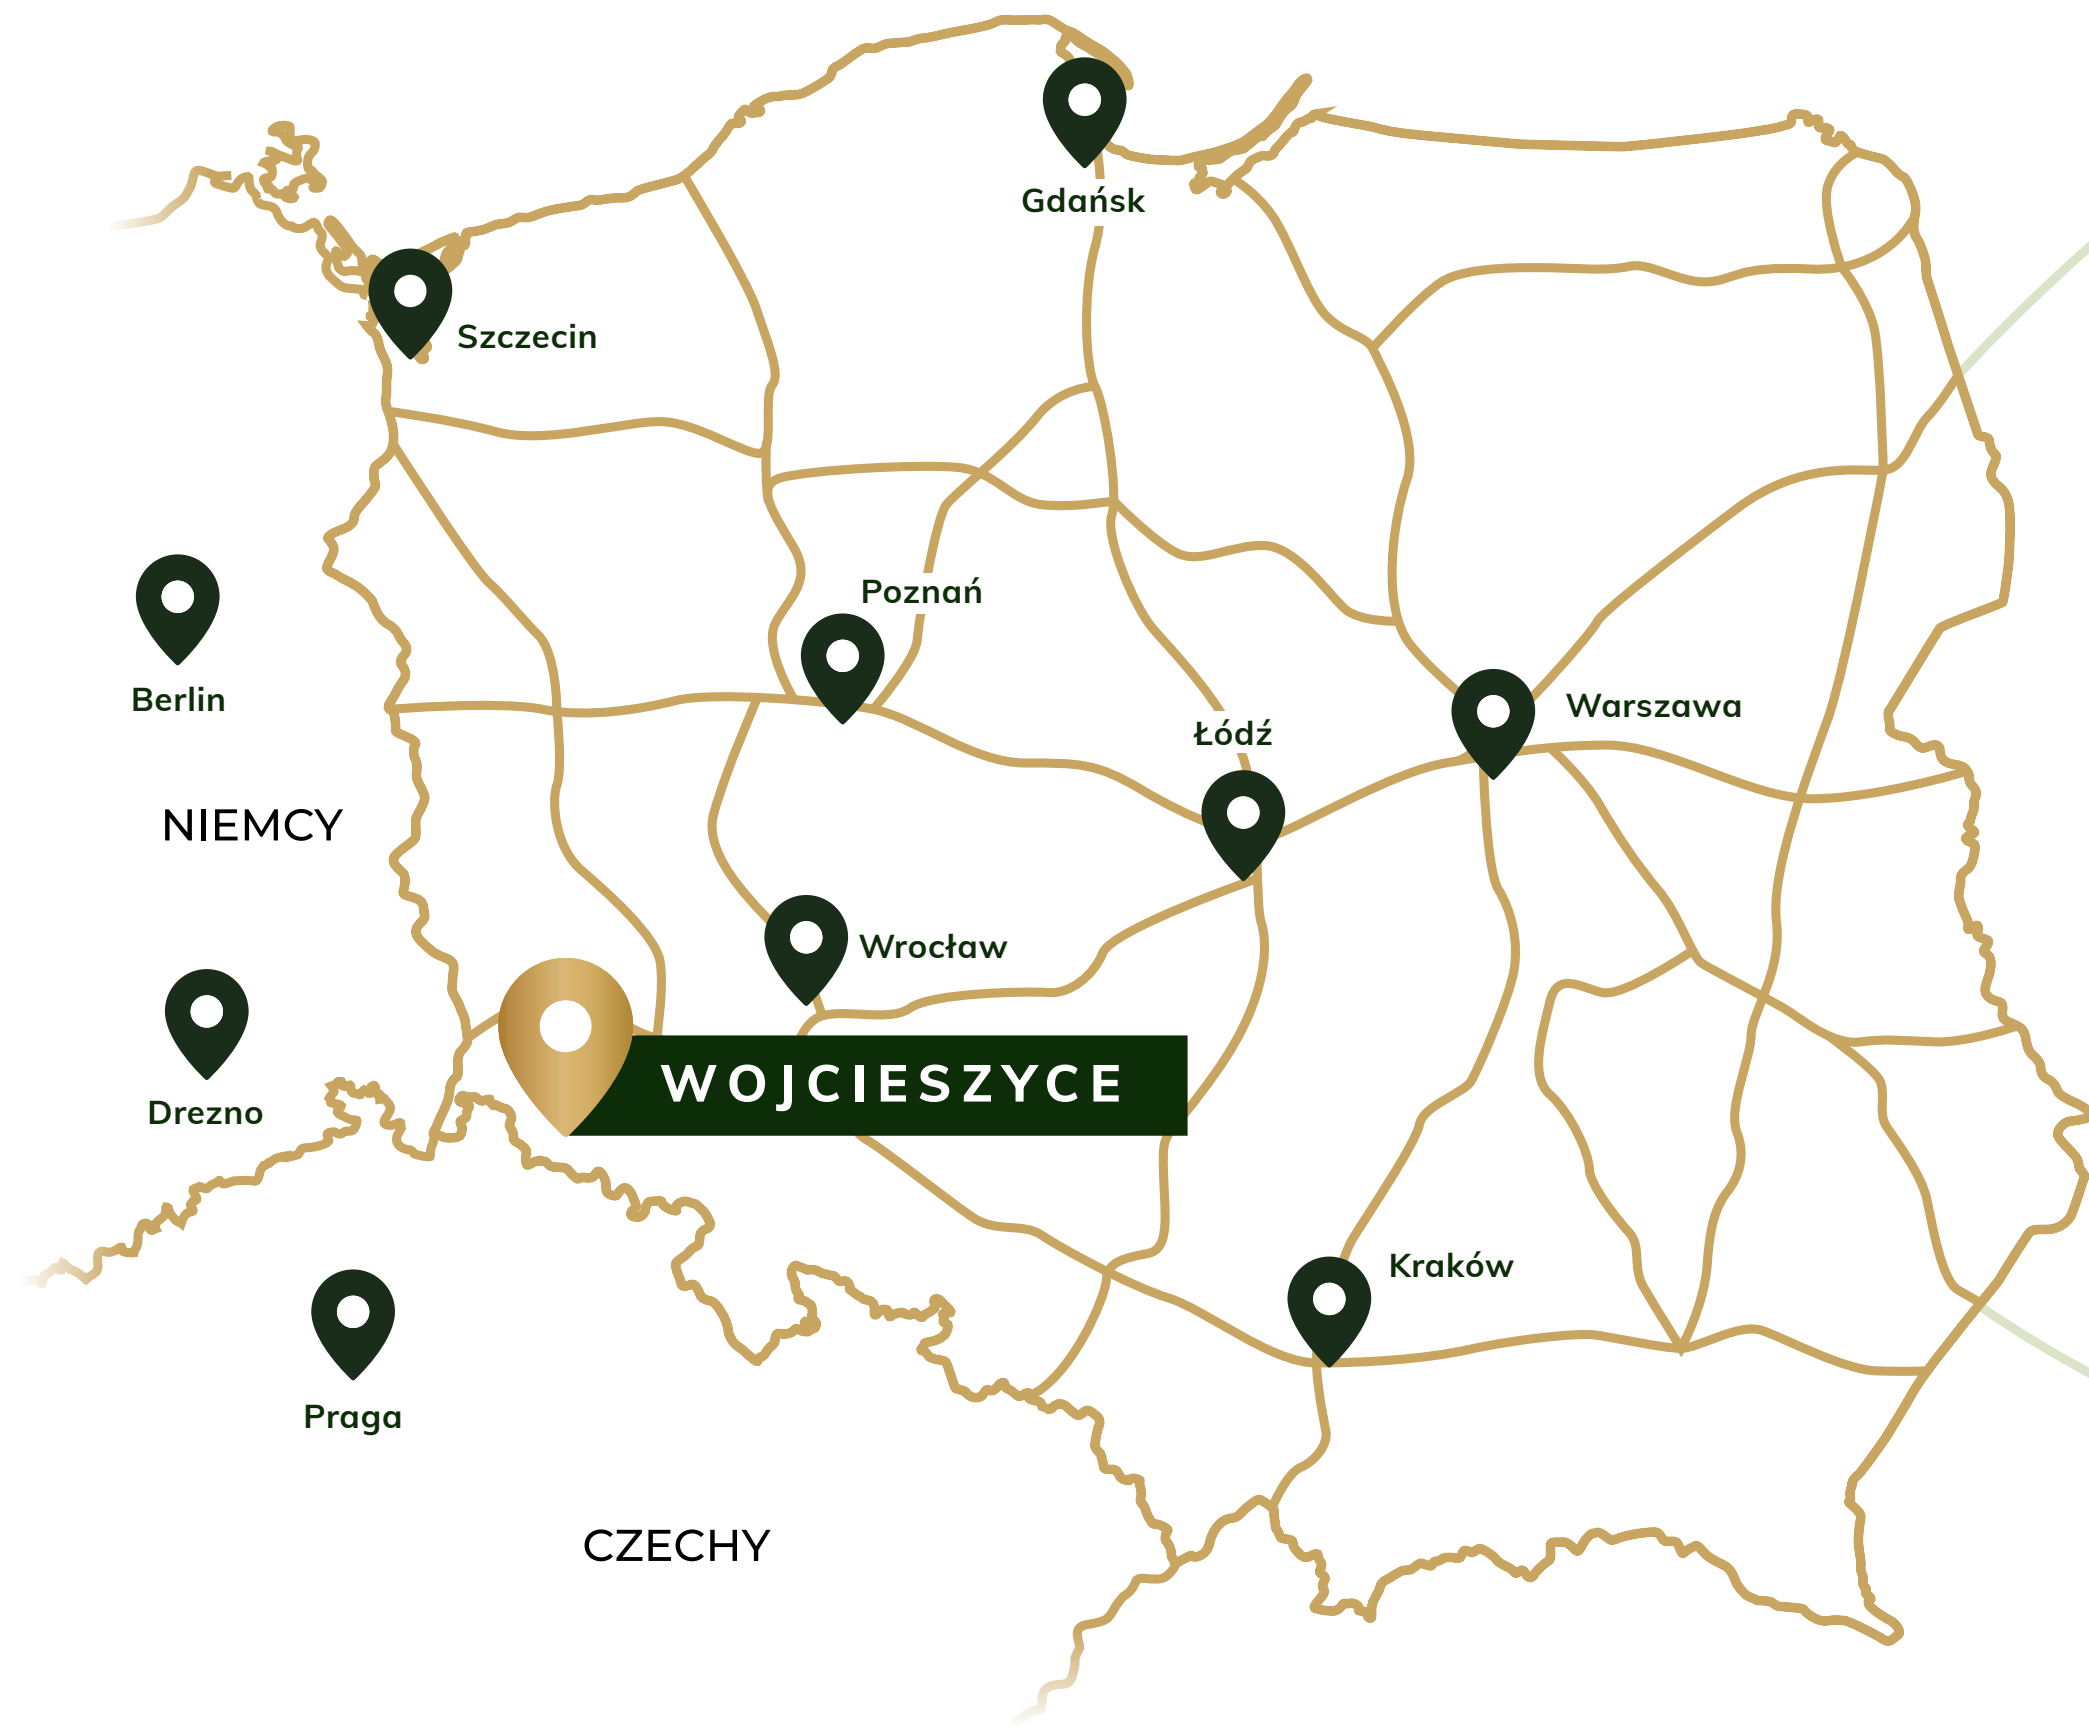 Gdańsk
Szczecin
Poznań
Berlin
Warszawa
Łódź
NIEMCY
Wrocław
WOJCIESZYCE
Drezno
Kraków
Praga
CZECHY